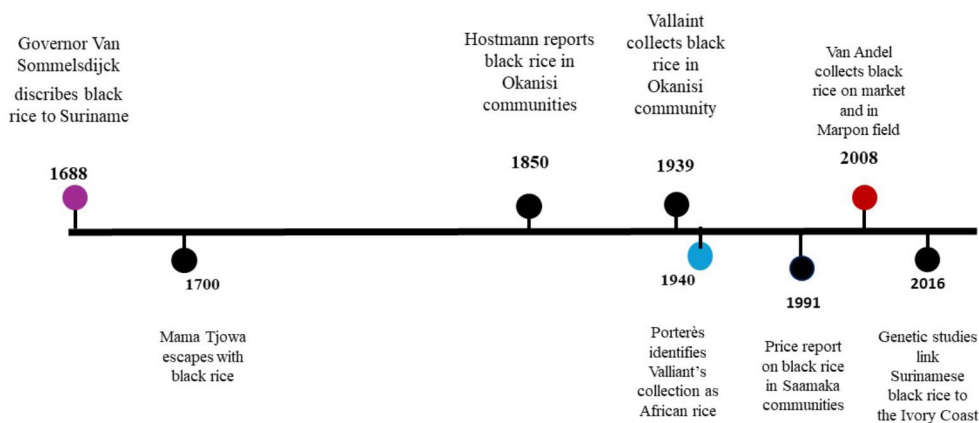 Governor Van
Sommelsdijck
discribes black
rice to Suriname
1688
1700
Mama Tjowa
escapes with
black rice
Hostmann reports
black rice in
Okanisi
communities
1850
Vallaint
collects black
rice in
Okanisi
community
1939
1940
Porterès
identifies
Valliant's
collection as
African rice
1991
Price report
on black rice
in Saamaka
communities
Van Andel
collects black
rice on market
and in
Marpon field
2008
2016
Genetic studies
link
Surinamese
black rice to
the Ivory Coast